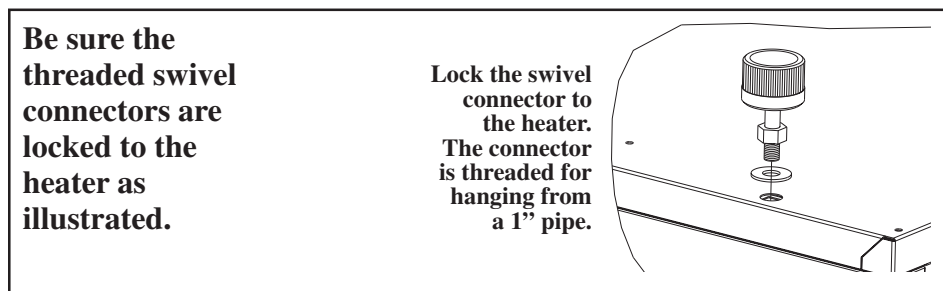 Be sure the
threaded swivel
connectors are
locked to the
heater as
illustrated.
Lock the swivel
connector to
the heater.
The connector
is threaded for
hanging from
a 1” pipe.